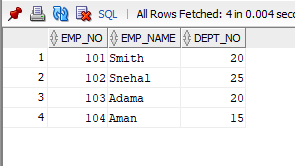 SQL | All Rows Fetched: 4 in 0.004 seco
EMP_NO EMP_NAME DEPT_NO
1 101 Smith 20
2 102 Snehal 25
3 103 Adama 20
4 104 Aman 15